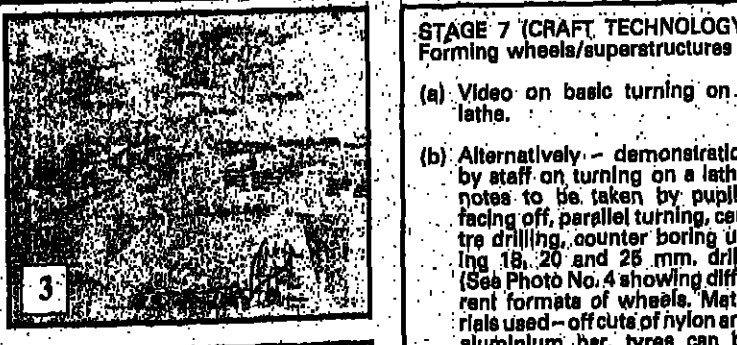 3
STAGE 7 (CRAFT TECHNOLOGY
Forming wheels/superstructures
(a) Video on basic turning on
lathe.
(b) Alternatively – demonstratio
by staff on turning on a lath
notes to be taken by pupil
facing off, parallel turning, cen
tre drilling, counter boring u
ing 18, 20 and 25 mm. dril
(See Photo No. 4 showing diff
rent formats of wheels. Mat
rials used – off cuts of nylon an
aluminium bar, tyres can b